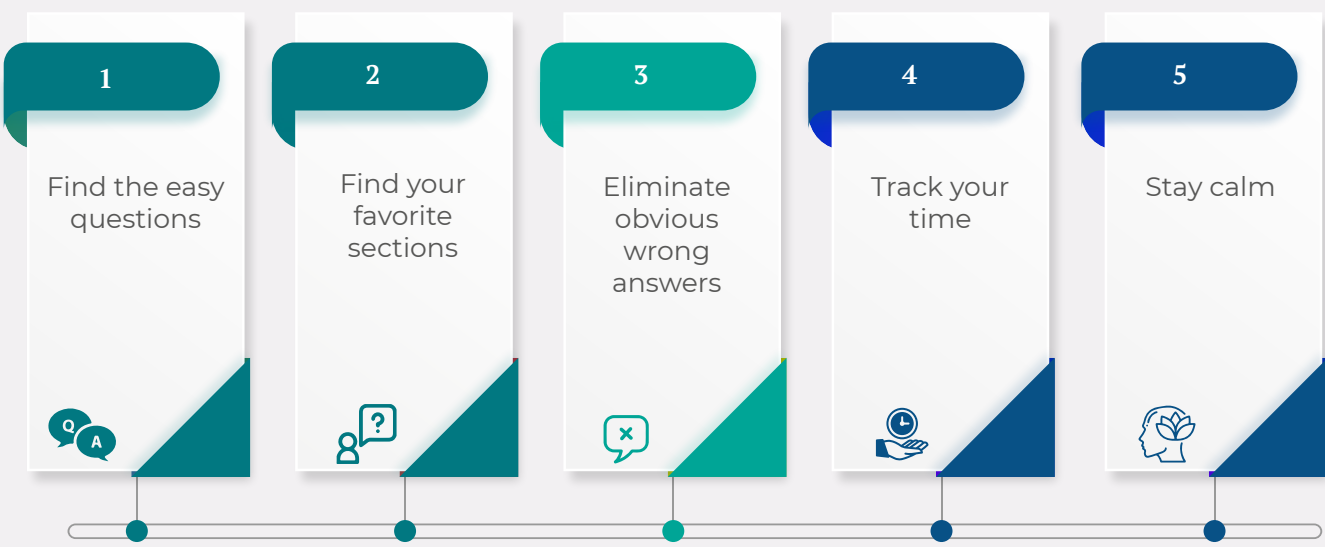 1
Find the easy
questions
Q
A
2
Find your
favorite
sections
?
3
Eliminate
obvious
wrong
answers
4
Track your
time
5
Stay calm